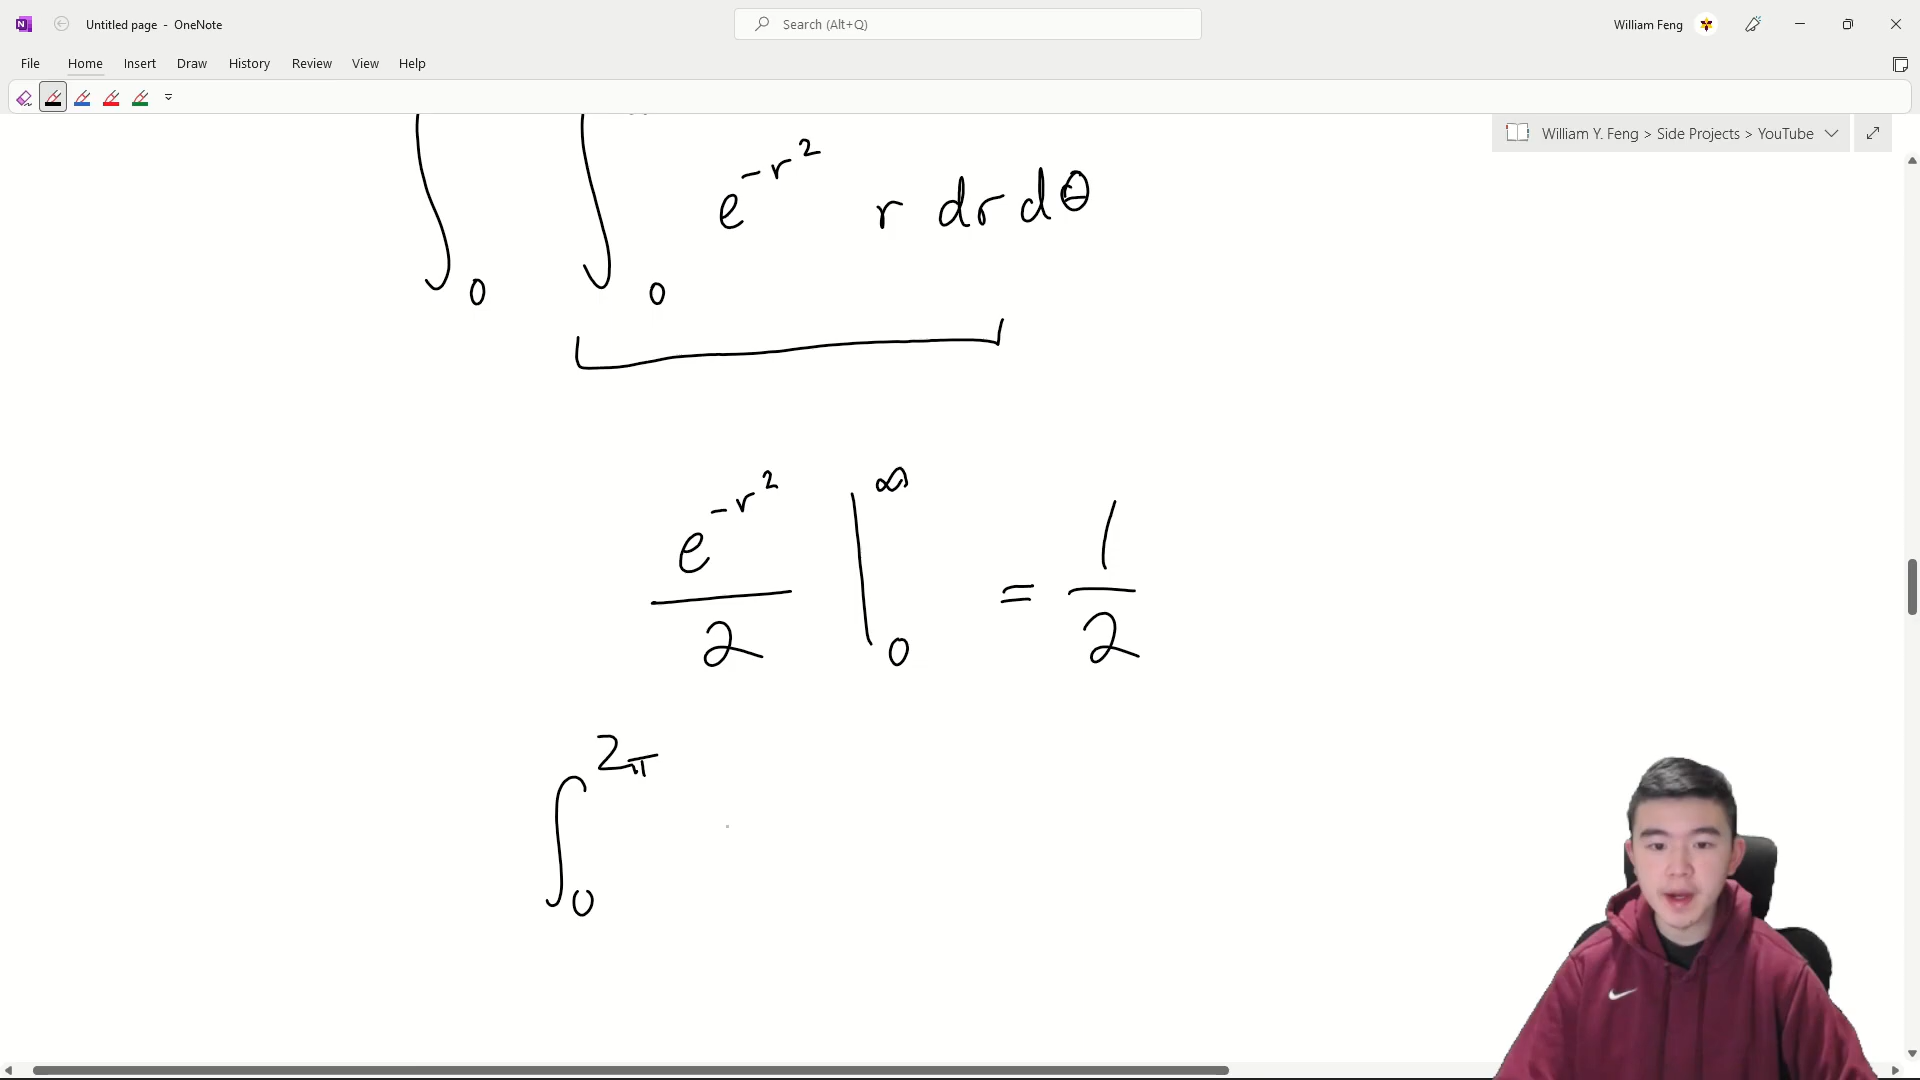 Untitled page - OneNote
Search (Alt+Q)
William Feng
File Home Insert Draw History Review View Help
William Y. Feng > Side Projects > YouTube
∫₀ ∫₀ e^{-r^2} r dr dθ
e^{-r^2}/2 |₀^∞ = 1/2
∫₀^{2π}